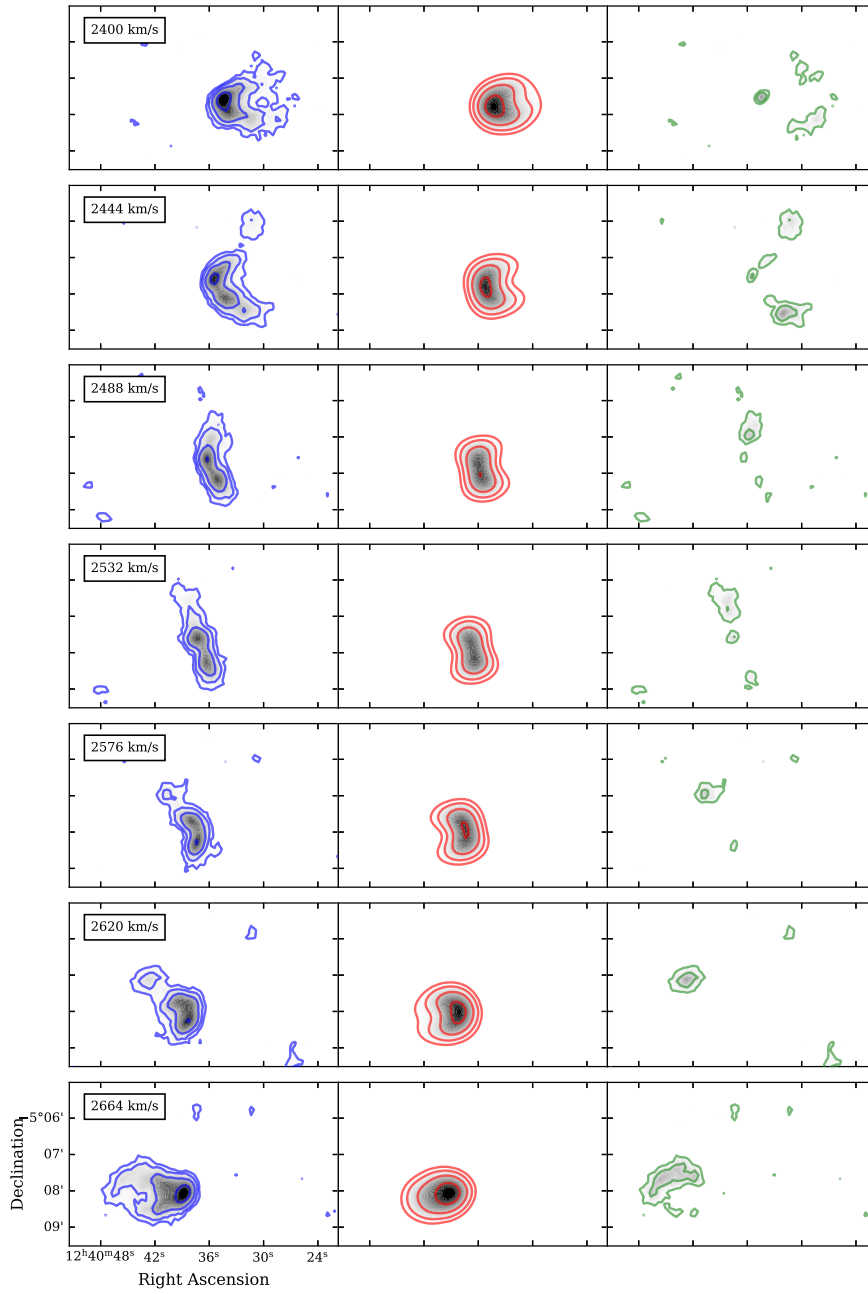 2400 km/s
2444 km/s
2488 km/s
2532 km/s
2576 km/s
2620 km/s
2664 km/s
-5°06'
07'
08'
09'
Declination
12ʰ40ᵐ48ˢ 42ˢ 36ˢ 30ˢ 24ˢ
Right Ascension